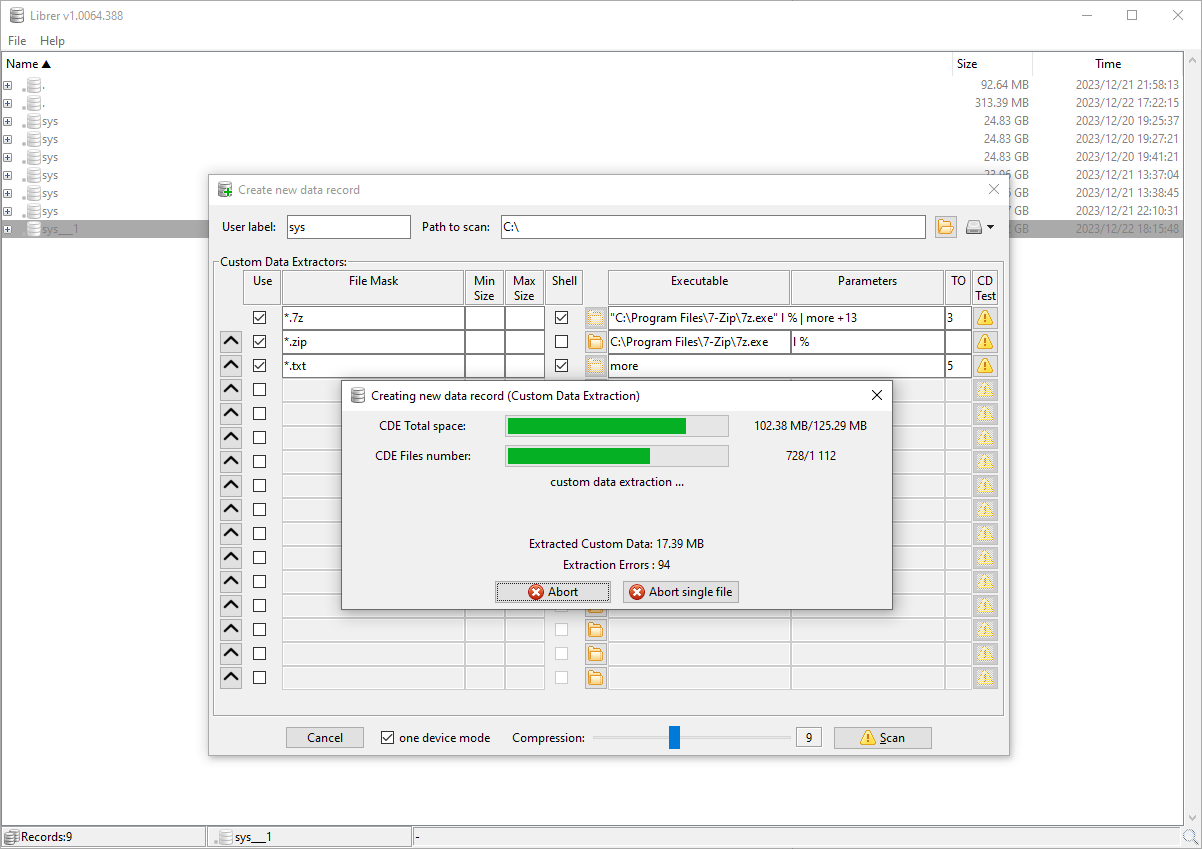 Librer v1.0064.388
File Help
Name ▲ Size Time
. 92.64 MB 2023/12/21 21:58:13
. 313.39 MB 2023/12/22 17:22:15
sys 24.83 GB 2023/12/20 19:25:37
sys 24.83 GB 2023/12/20 19:27:21
sys 24.83 GB 2023/12/20 19:41:21
sys GB 2023/12/21 13:37:04
sys GB 2023/12/21 13:38:45
sys GB 2023/12/21 22:10:31
sys___1 GB 2023/12/22 18:15:48
Create new data record
User label: sys Path to scan: C:\
Custom Data Extractors:
Use File Mask Min Size Max Size Shell Executable Parameters TO CD Test
*.7z "C:\Program Files\7-Zip\7z.exe" l % | more +13 3
*.zip C:\Program Files\7-Zip\7z.exe l %
*.txt more 5
Creating new data record (Custom Data Extraction)
CDE Total space: 102.38 MB/125.29 MB
CDE Files number: 728/1 112
custom data extraction ...
Extracted Custom Data: 17.39 MB
Extraction Errors : 94
Abort Abort single file
Cancel one device mode Compression: 9 Scan
Records:9 sys___1 -